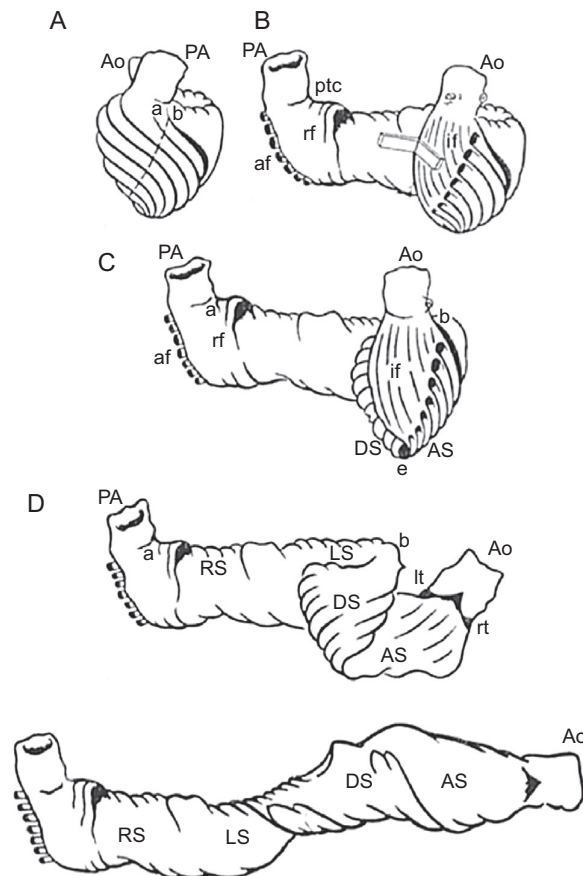 A
Ao
PA
a
b
B
PA
ptc
rf
af
Ao
if
C
PA
a
rf
af
Ao
b
if
DS
AS
e
D
PA
a
RS
LS
b
DS
lt
Ao
rt
AS
RS
LS
DS
AS
Ao